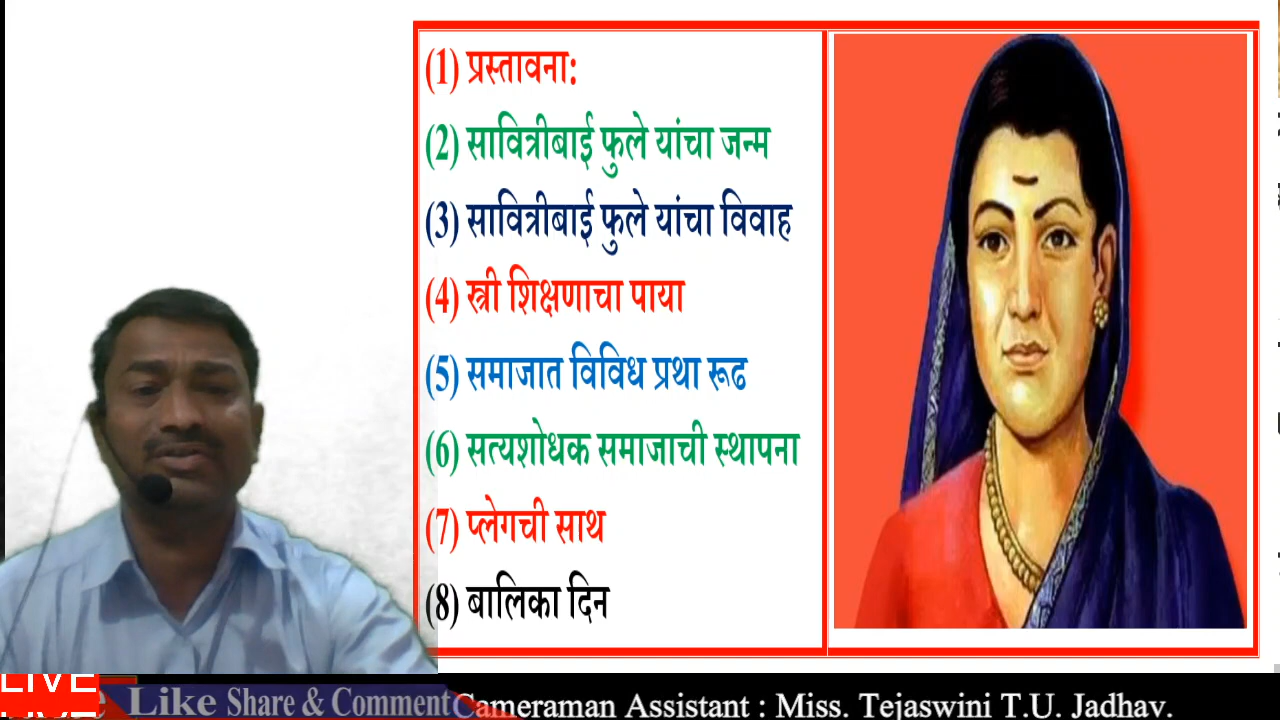 (1) प्रस्तावना:
(2) सावित्रीबाई फुले यांचा जन्म
(3) सावित्रीबाई फुले यांचा विवाह
(4) स्त्री शिक्षणाचा पाया
(5) समाजात विविध प्रथा रूढ
(6) सत्यशोधक समाजाची स्थापना
(7) प्लेगची साथ
(8) बालिका दिन
LIVE
Like Share & Comment Cameraman Assistant : Miss. Tejaswini T.U. Jadhav.